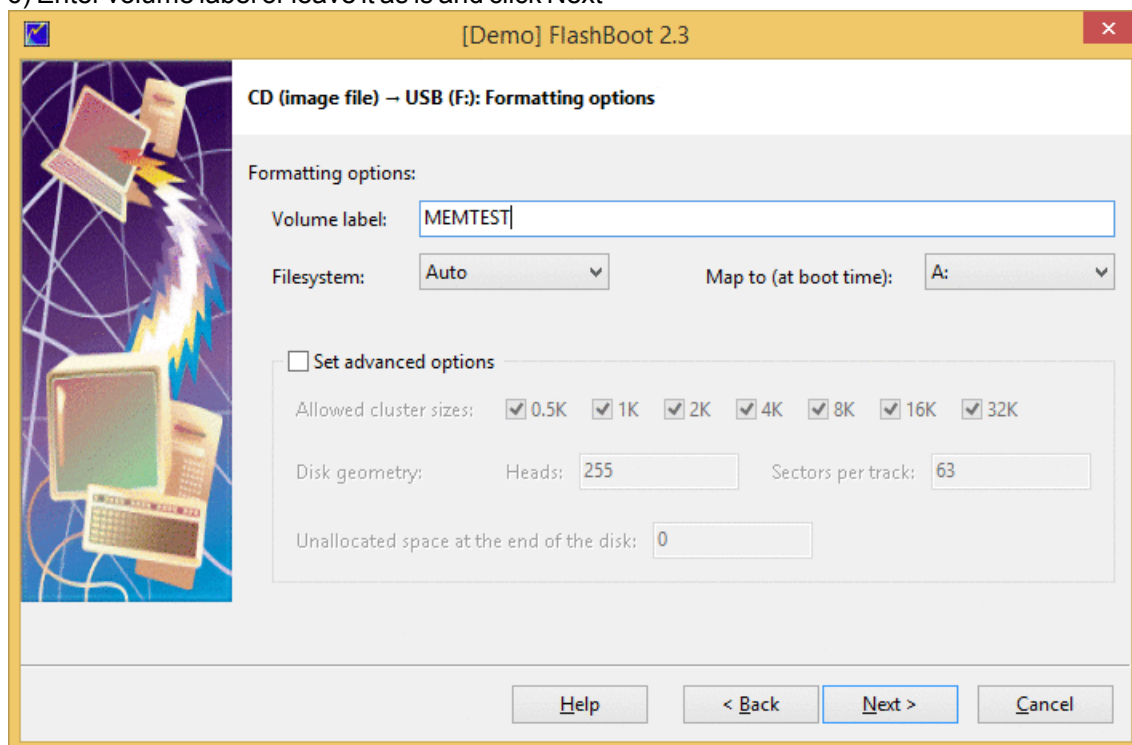 [Demo] FlashBoot 2.3
CD (image file) → USB (F:): Formatting options
Formatting options:
Volume label: MEMTEST
Filesystem: Auto Map to (at boot time): A:
Set advanced options
Allowed cluster sizes: 0.5K 1K 2K 4K 8K 16K 32K
Disk geometry: Heads: 255 Sectors per track: 63
Unallocated space at the end of the disk: 0
Help < Back Next > Cancel